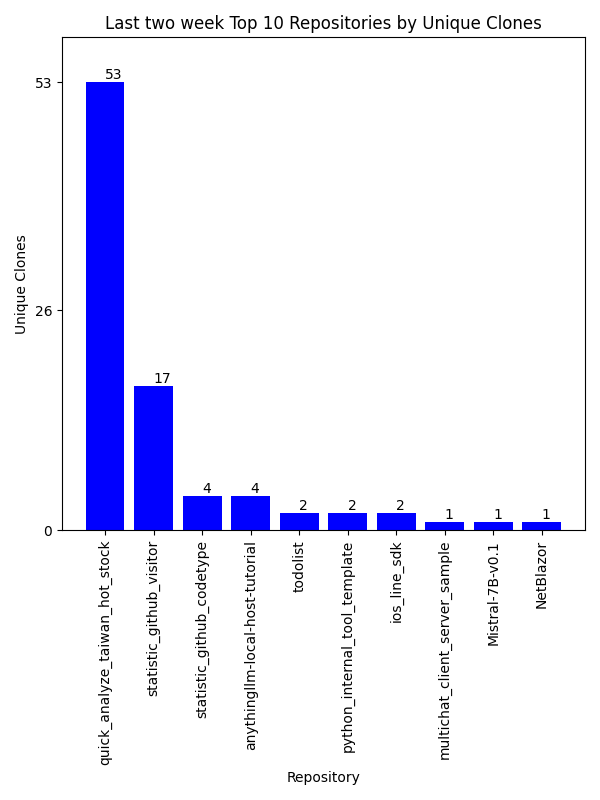 Last two week Top 10 Repositories by Unique Clones
Unique Clones
53
26
0
53
17
4
4
2
2
2
1
1
1
quick_analyze_taiwan_hot_stock
statistic_github_visitor
statistic_github_codetype
anythingllm-local-host-tutorial
todolist
python_internal_tool_template
ios_line_sdk
multichat_client_server_sample
Mistral-7B-v0.1
NetBlazor
Repository